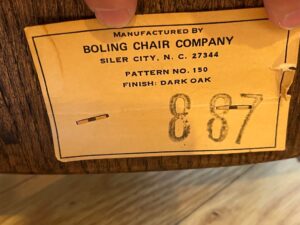 MANUFACTURED BY
BOLING CHAIR COMPANY
SILER CITY, N. C. 27344
PATTERN NO. 150
FINISH: DARK OAK
8 87